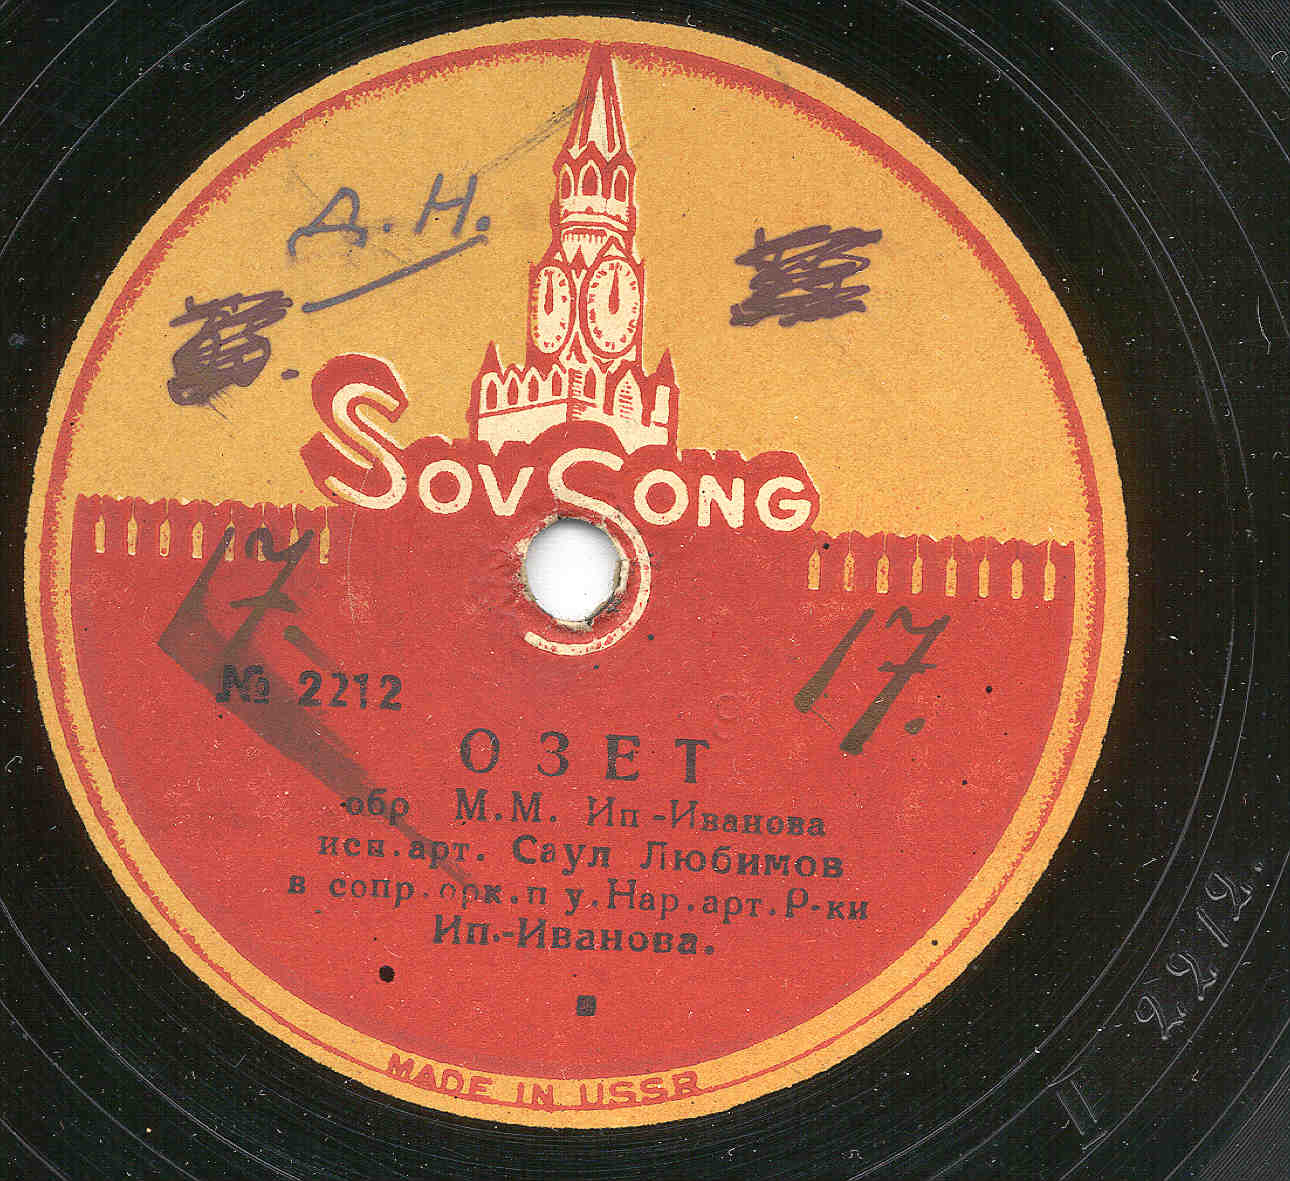 Д.Н.
SovSong
17.
17.
№ 2212
ОЗЕТ
обр М.М. Ип-Иванова
исп.арт. Саул Любимов
в сопр.орк.п у.Нар.арт.Р-ки
Ип.-Иванова.
MADE IN USSR
2212.